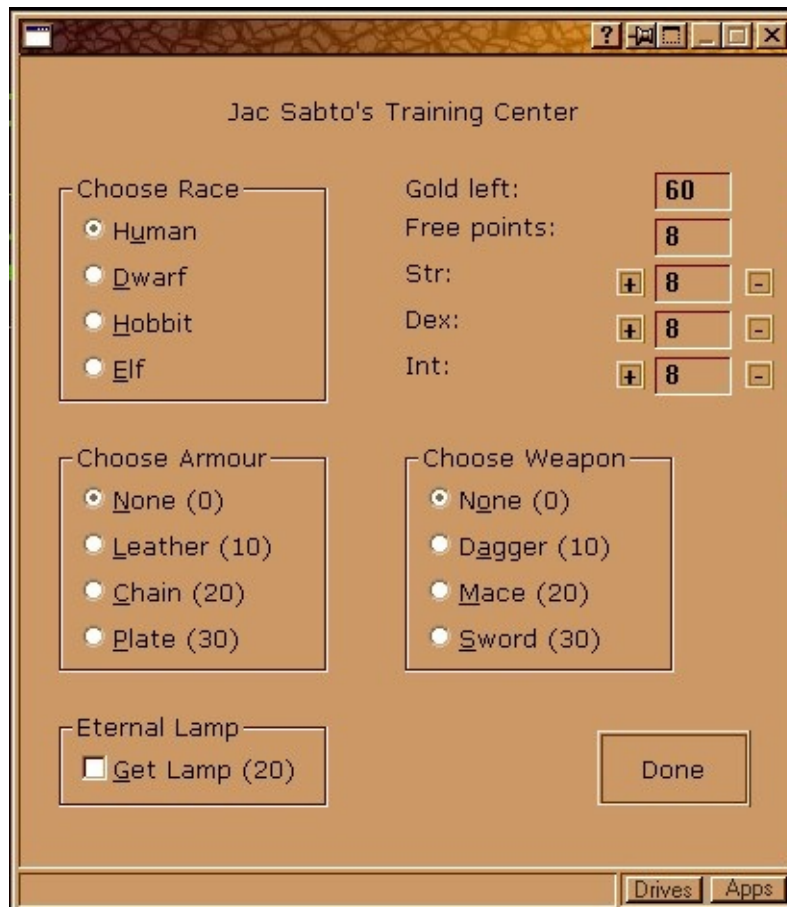 Jac Sabto's Training Center
Choose Race
Human
Dwarf
Hobbit
Elf
Gold left: 60
Free points: 8
Str: + 8 -
Dex: + 8 -
Int: + 8 -
Choose Armour
None (0)
Leather (10)
Chain (20)
Plate (30)
Choose Weapon
None (0)
Dagger (10)
Mace (20)
Sword (30)
Eternal Lamp
Get Lamp (20)
Done
Drives Apps